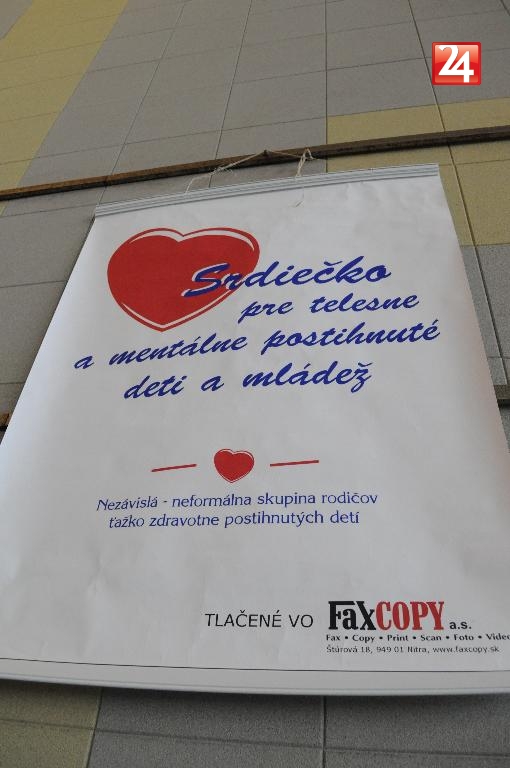 24
Srdiečko
pre telesne
a mentálne postihnuté
deti a mládež
Nezávislá - neformálna skupina rodičov
ťažko zdravotne postihnutých detí
TLAČENÉ VO FaXCOPY a.s.
Fax • Copy • Print • Scan • Foto • Video
Štúrová 18, 949 01 Nitra, www.faxcopy.sk